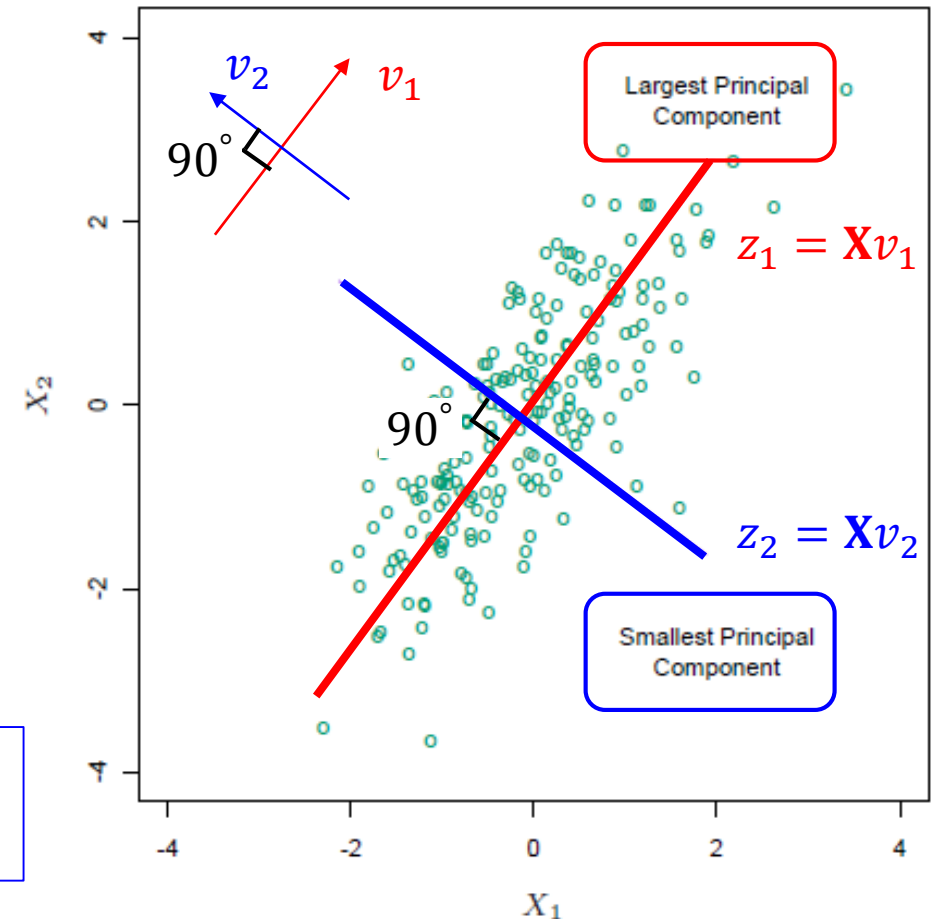 4
2
0
-2
-4
X₂
v₂
v₁
90°
Largest Principal
Component
z₁ = Xv₁
90°
z₂ = Xv₂
Smallest Principal
Component
-4 -2 0 2 4
X₁